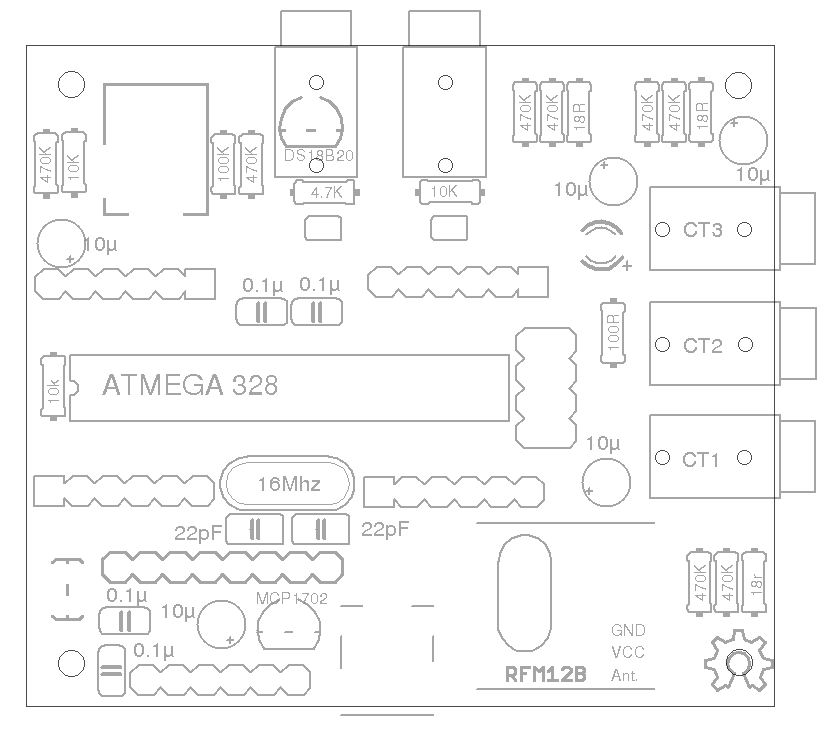 470K
470K
18R
470K
470K
18R
10µ
470K
10K
100K
470K
DS18B20
10µ
4.7K
10K
10µ
CT3
+
0.1µ
0.1µ
100R
CT2
10k
ATMEGA 328
10µ
CT1
16Mhz
22pF
22pF
470K
470K
18r
0.1µ
10µ
MCP1702
GND
VCC
0.1µ
RFM12B
Ant.